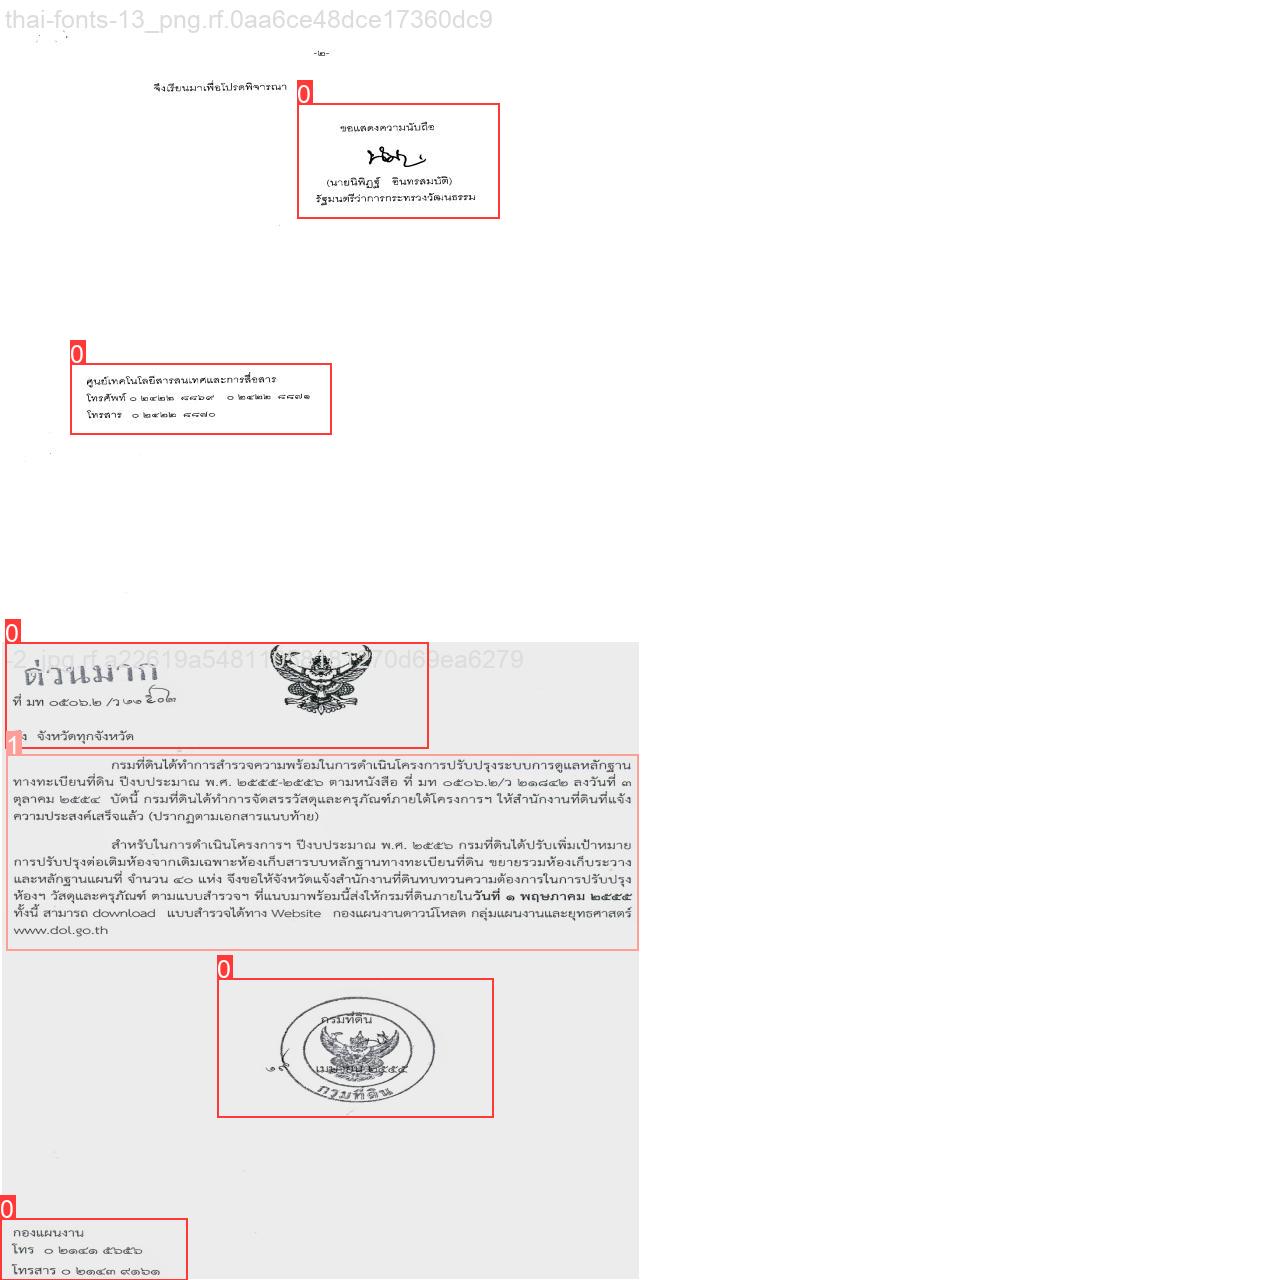 thai-fonts-13_png.rf.0aa6ce48dce17360dc9
-๒-
จึงเรียนมาเพื่อโปรดพิจารณา
0
ขอแสดงความนับถือ
(นายนิพิฏฐ์ อินทรสมบัติ)
รัฐมนตรีว่าการกระทรวงวัฒนธรรม
0
ศูนย์เทคโนโลยีสารสนเทศและการสื่อสาร
โทรศัพท์ ๐ ๒๔๒๒ ๘๘๖๙ ๐ ๒๔๒๒ ๘๘๗๑
โทรสาร ๐ ๒๔๒๒ ๘๘๗๐
0
ด่วนมาก
ที่ มท ๐๕๐๖.๒ /ว
จังหวัดทุกจังหวัด
1
กรมที่ดินได้ทำการสำรวจความพร้อมในการดำเนินโครงการปรับปรุงระบบการดูแลหลักฐาน
ทางทะเบียนที่ดิน ปีงบประมาณ พ.ศ. ๒๕๕๕-๒๕๕๖ ตามหนังสือ ที่ มท ๐๕๐๖.๒/ว ๒๑๘๔๒ ลงวันที่ ๓
ตุลาคม ๒๕๕๔ บัดนี้ กรมที่ดินได้ทำการจัดสรรวัสดุและครุภัณฑ์ภายใต้โครงการฯ ให้สำนักงานที่ดินที่แจ้ง
ความประสงค์เสร็จแล้ว (ปรากฏตามเอกสารแนบท้าย)
สำหรับในการดำเนินโครงการฯ ปีงบประมาณ พ.ศ. ๒๕๕๖ กรมที่ดินได้ปรับเพิ่มเป้าหมาย
การปรับปรุงต่อเติมห้องจากเดิมเฉพาะห้องเก็บสารบบหลักฐานทางทะเบียนที่ดิน ขยายรวมห้องเก็บระวาง
และหลักฐานแผนที่ จำนวน ๔๐ แห่ง จึงขอให้จังหวัดแจ้งสำนักงานที่ดินทบทวนความต้องการในการปรับปรุง
ห้องฯ วัสดุและครุภัณฑ์ ตามแบบสำรวจฯ ที่แนบมาพร้อมนี้ส่งให้กรมที่ดินภายในวันที่ ๑ พฤษภาคม ๒๕๕๕
ทั้งนี้ สามารถ download แบบสำรวจได้ทาง Website กองแผนงานดาวน์โหลด กลุ่มแผนงานและยุทธศาสตร์
www.dol.go.th
0
กรมที่ดิน
๑๙ เมษายน ๒๕๕๕
กรมที่ดิน
0
กองแผนงาน
โทร ๐ ๒๑๔๑ ๕๖๕๖
โทรสาร ๐ ๒๑๔๓ ๙๑๖๑